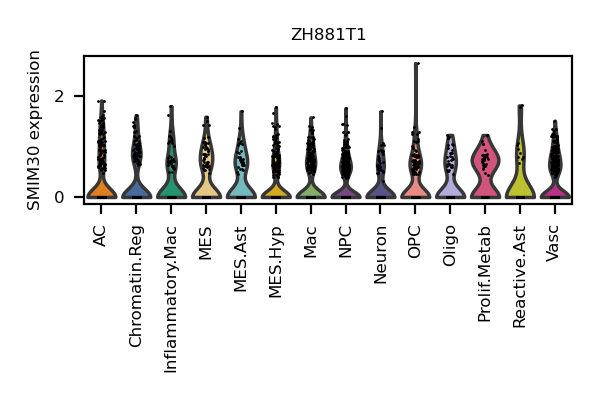 ZH881T1
SMIM30 expression
2
0
AC
Chromatin.Reg
Inflammatory.Mac
MES
MES.Ast
MES.Hyp
Mac
NPC
Neuron
OPC
Oligo
Prolif.Metab
Reactive.Ast
Vasc